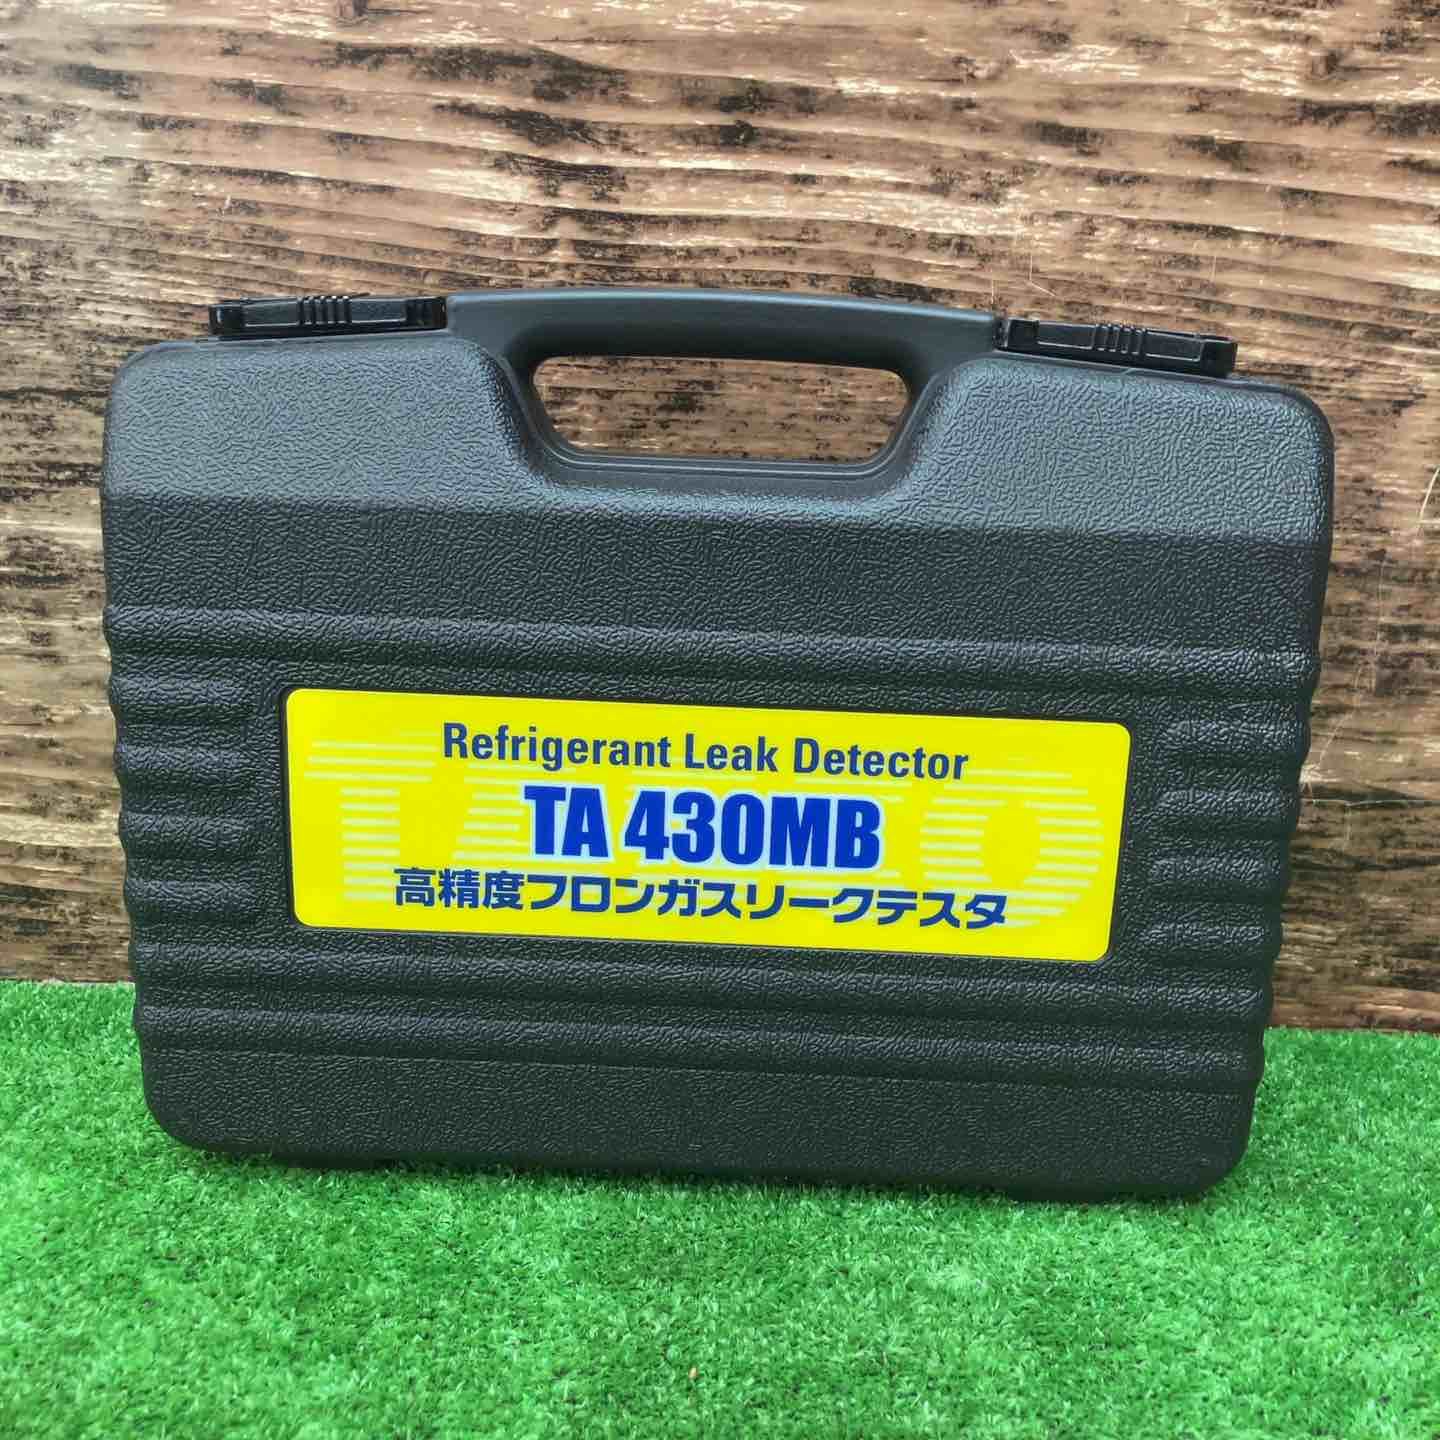 Refrigerant Leak Detector
TA 430MB
高精度フロンガスリークテスタ